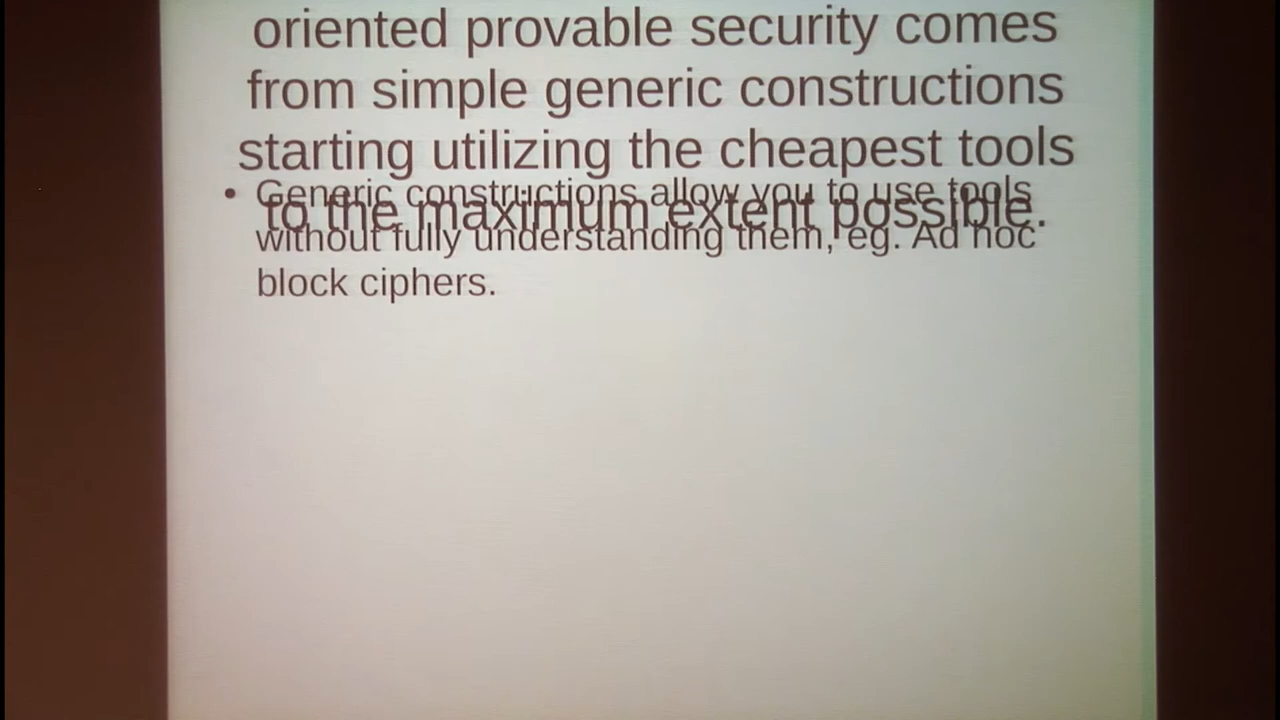 oriented provable security comes
from simple generic constructions
starting utilizing the cheapest tools
to the maximum extent possible.
• Generic constructions allow you to use tools
without fully understanding them, eg. Ad hoc
block ciphers.